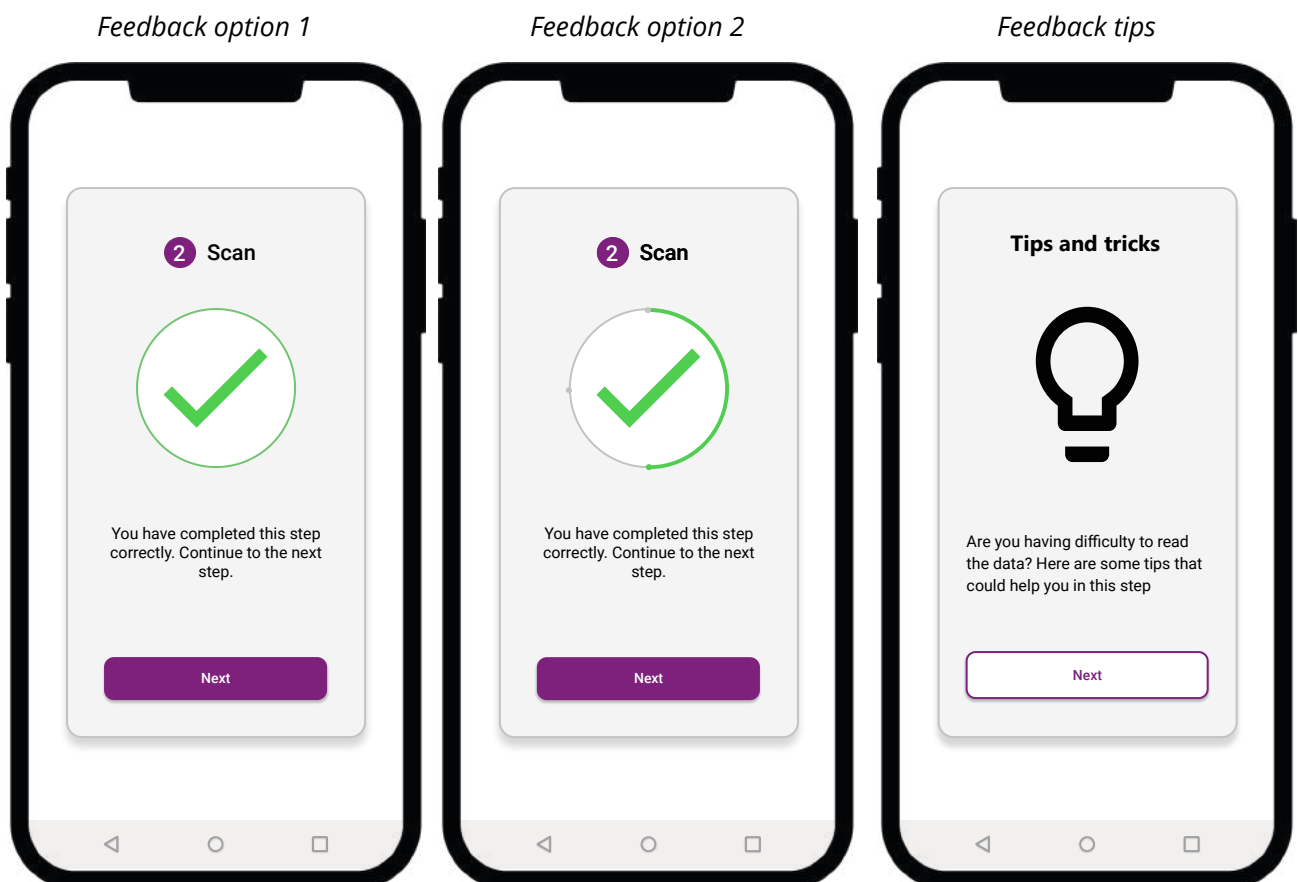 Feedback option 1
Feedback option 2
Feedback tips
2 Scan
You have completed this step
correctly. Continue to the next
step.
Next
2 Scan
You have completed this step
correctly. Continue to the next
step.
Next
Tips and tricks
Are you having difficulty to read
the data? Here are some tips that
could help you in this step
Next